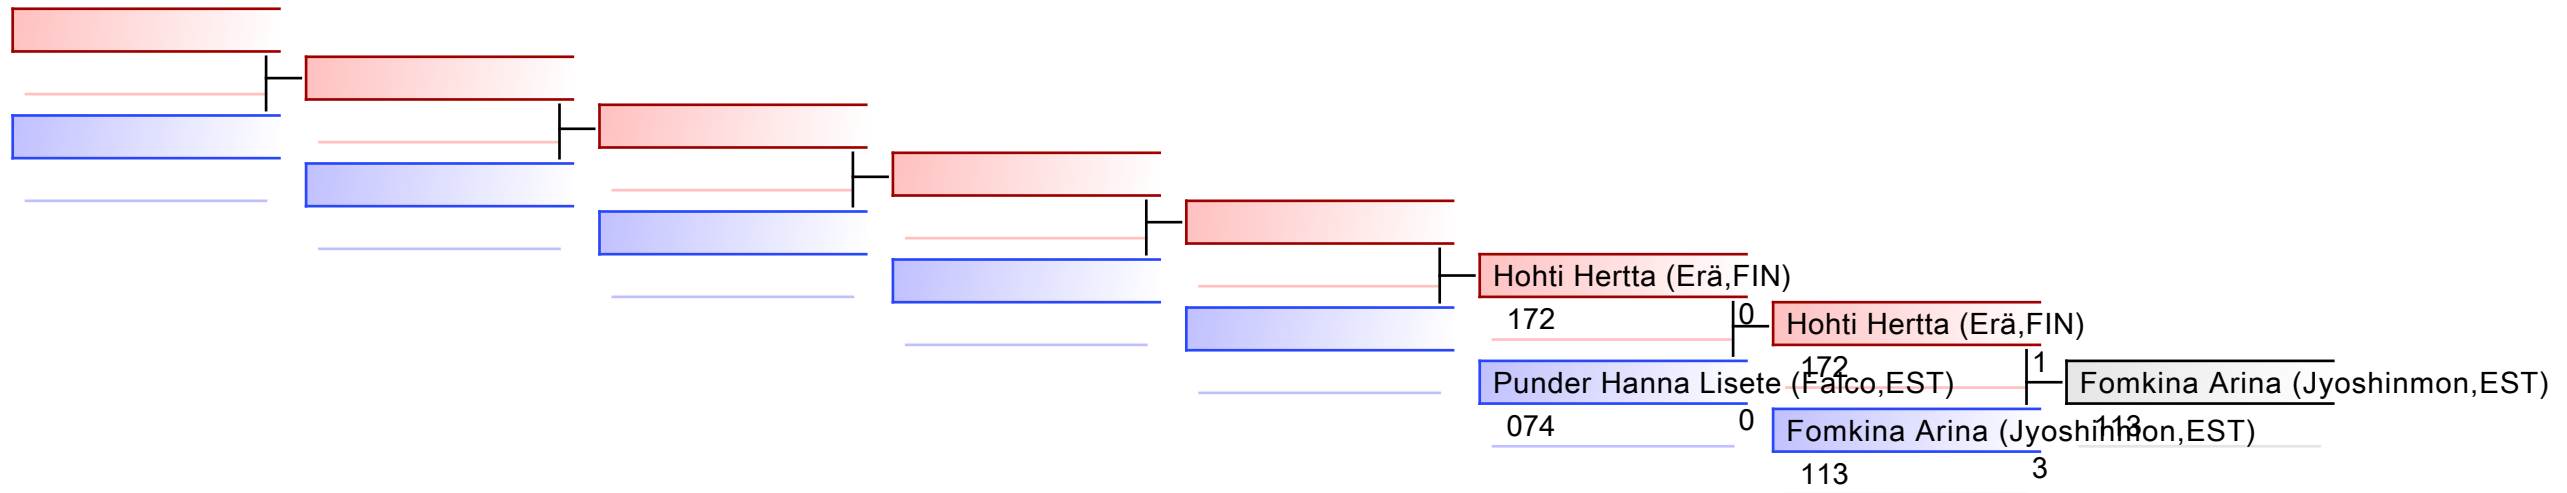 Hohti Hertta (Erä,FIN)
172
0
Punder Hanna Lisete (Falco,EST)
074
0
Hohti Hertta (Erä,FIN)
172
1
Fomkina Arina (Jyoshinmon,EST)
113
3
Fomkina Arina (Jyoshinmon,EST)
113